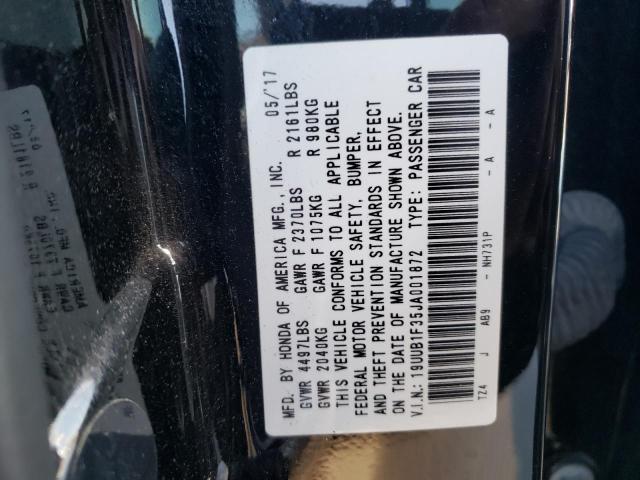 MFD. BY HONDA OF AMERICA MFG., INC. 05/'17
GVWR 4497LBS GAWR F 2370LBS R 2161LBS
GVWR 2040KG GAWR F 1075KG R 980KG
THIS VEHICLE CONFORMS TO ALL APPLICABLE
FEDERAL MOTOR VEHICLE SAFETY, BUMPER,
AND THEFT PREVENTION STANDARDS IN EFFECT
ON THE DATE OF MANUFACTURE SHOWN ABOVE.
V.I.N.: 19UUB1F35JA001872 TYPE: PASSENGER CAR
TZ4 J AB9 - NH731P - A - A